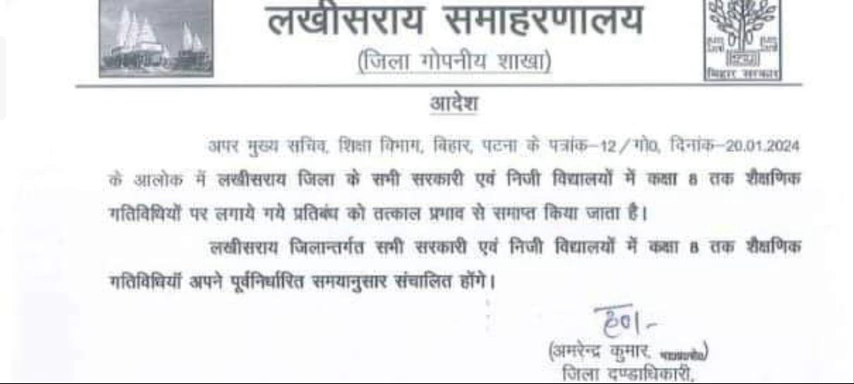 लखीसराय समाहरणालय
(जिला गोपनीय शाखा)
बिहार सरकार
आदेश
अपर मुख्य सचिव, शिक्षा विभाग, बिहार, पटना के पत्रांक-12/गो0, दिनांक-20.01.2024
के आलोक में लखीसराय जिला के सभी सरकारी एवं निजी विद्यालयों में कक्षा 8 तक शैक्षणिक
गतिविधियों पर लगाये गये प्रतिबंध को तत्काल प्रभाव से समाप्त किया जाता है।
लखीसराय जिलान्तर्गत सभी सरकारी एवं निजी विद्यालयों में कक्षा 8 तक शैक्षणिक
गतिविधियॉ अपने पूर्वनिर्धारित समयानुसार संचालित होंगे।
ह0/-
(अमरेन्द्र कुमार, )
जिला दण्डाधिकारी,